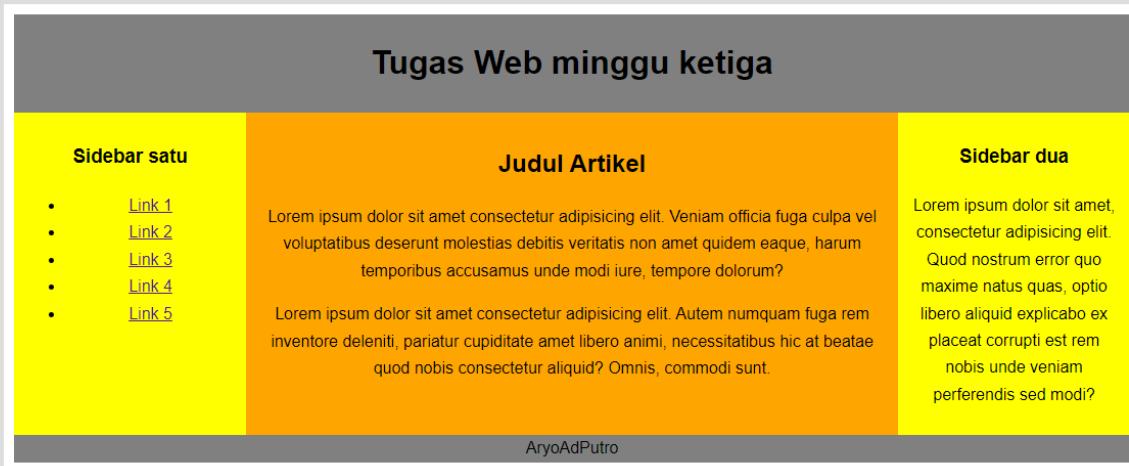 Tugas Web minggu ketiga
Sidebar satu
Link 1
Link 2
Link 3
Link 4
Link 5
Judul Artikel
Lorem ipsum dolor sit amet consectetur adipisicing elit. Veniam officia fuga culpa vel
voluptatibus deserunt molestias debitis veritatis non amet quidem eaque, harum
temporibus accusamus unde modi iure, tempore dolorum?
Lorem ipsum dolor sit amet consectetur adipisicing elit. Autem numquam fuga rem
inventore deleniti, pariatur cupiditate amet libero animi, necessitatibus hic at beatae
quod nobis consectetur aliquid? Omnis, commodi sunt.
Sidebar dua
Lorem ipsum dolor sit amet,
consectetur adipisicing elit.
Quod nostrum error quo
maxime natus quas, optio
libero aliquid explicabo ex
placeat corrupti est rem
nobis unde veniam
perferendis sed modi?
AryoAdPutro